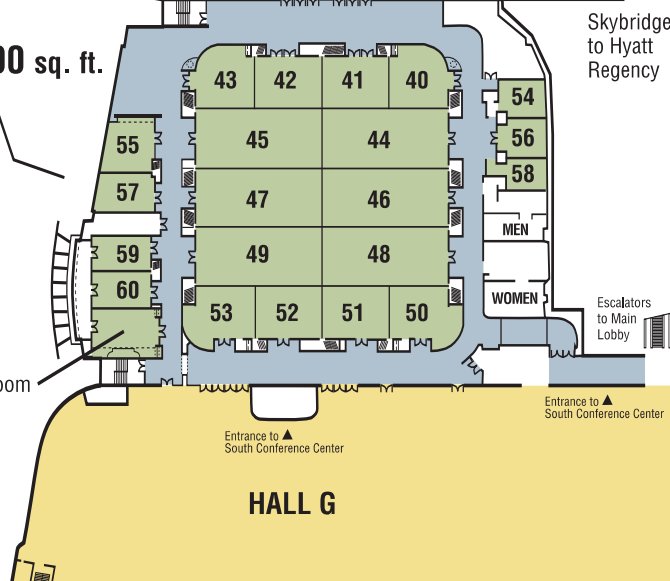 Skybridge
to Hyatt
Regency
sq. ft.
43 42 41 40
54
55
45 44
56
57
58
47 46
MEN
59
49 48
60
WOMEN
53 52 51 50
Escalators
to Main
Lobby
Entrance to ▲
South Conference Center
Entrance to ▲
South Conference Center
HALL G